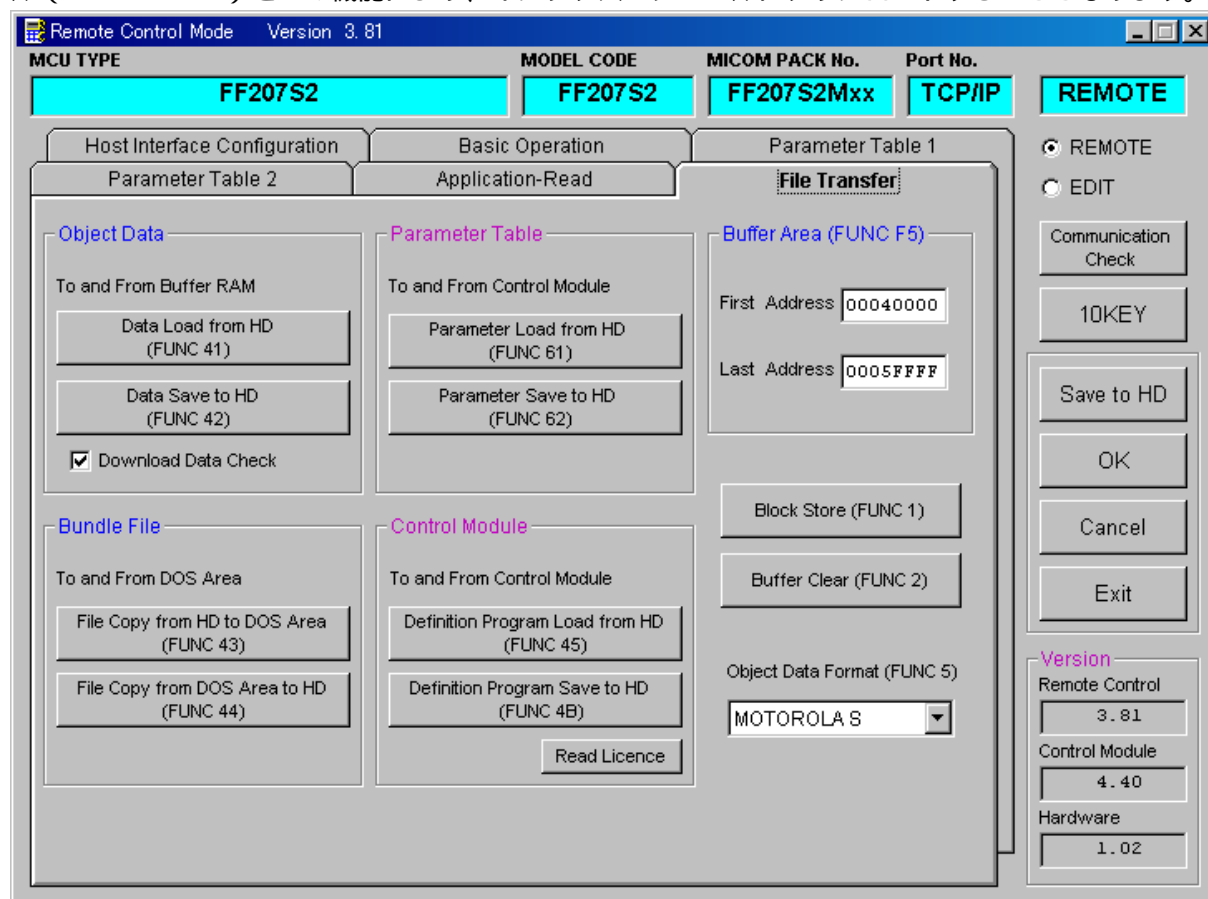 Remote Control Mode Version 3.81
MCU TYPE
FF207S2
MODEL CODE
FF207S2
MICOM PACK No.
FF207S2Mxx
Port No.
TCP/IP
REMOTE
Host Interface Configuration
Basic Operation
Parameter Table 1
Parameter Table 2
Application-Read
File Transfer
Object Data
To and From Buffer RAM
Data Load from HD
(FUNC 41)
Data Save to HD
(FUNC 42)
Download Data Check
Parameter Table
To and From Control Module
Parameter Load from HD
(FUNC 61)
Parameter Save to HD
(FUNC 62)
Buffer Area (FUNC F5)
First Address 00040000
Last Address 0005FFFF
Bundle File
To and From DOS Area
File Copy from HD to DOS Area
(FUNC 43)
File Copy from DOS Area to HD
(FUNC 44)
Control Module
To and From Control Module
Definition Program Load from HD
(FUNC 45)
Definition Program Save to HD
(FUNC 4B)
Read Licence
Block Store (FUNC 1)
Buffer Clear (FUNC 2)
Object Data Format (FUNC 5)
MOTOROLA S
REMOTE
EDIT
Communication
Check
10KEY
Save to HD
OK
Cancel
Exit
Version
Remote Control
3.81
Control Module
4.40
Hardware
1.02